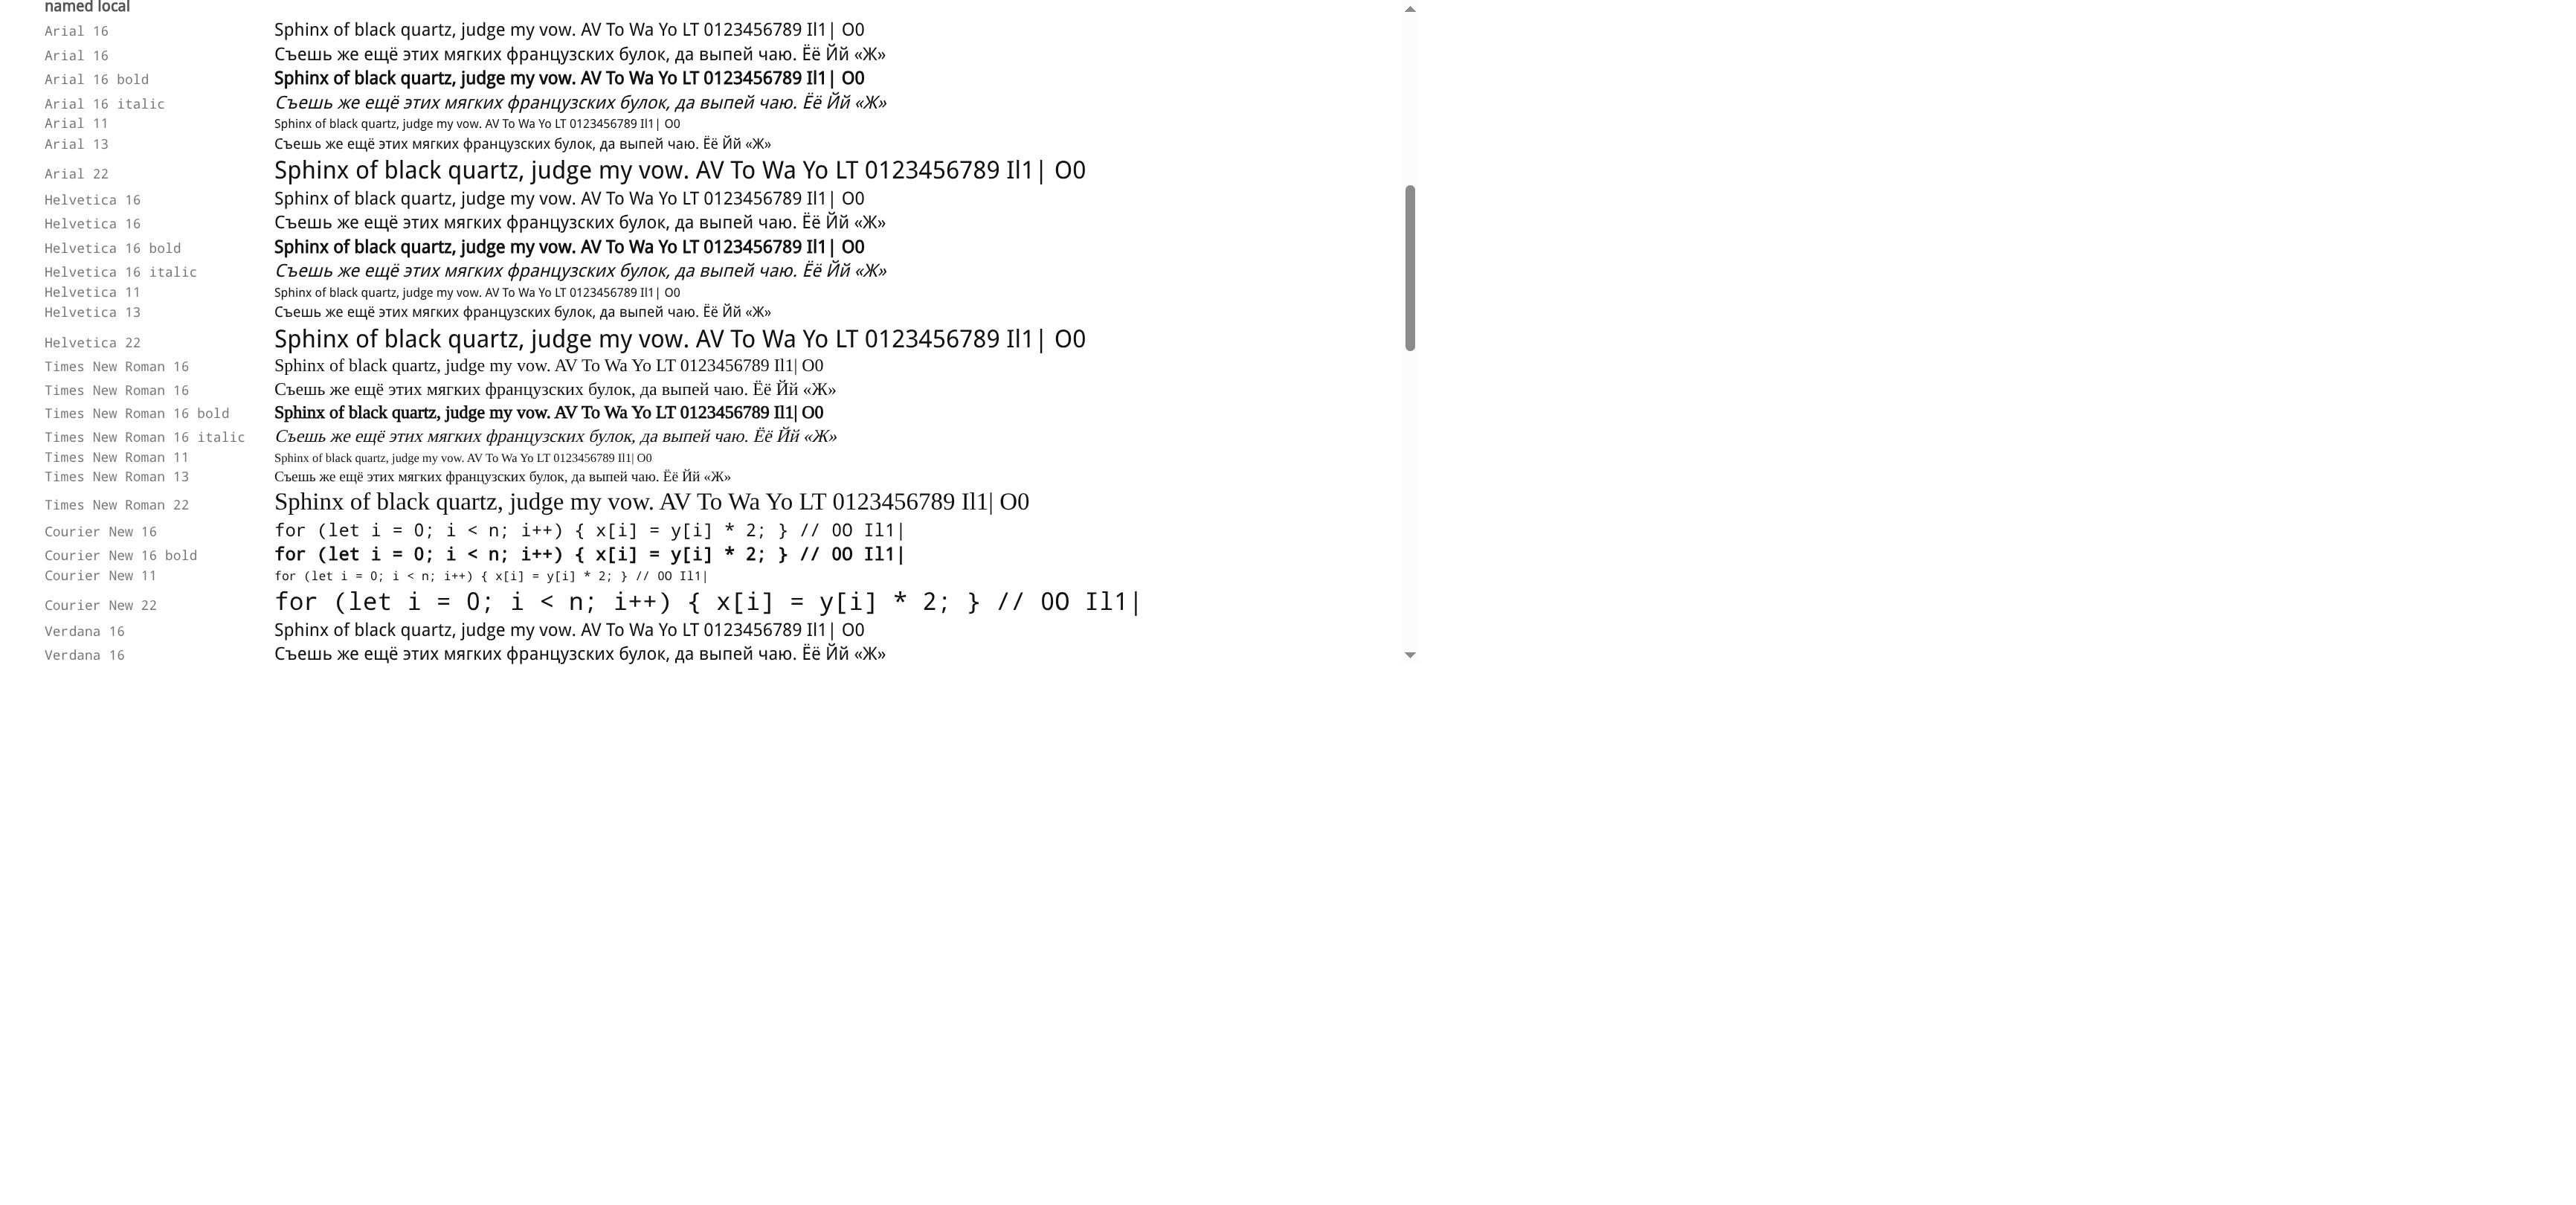 named local
Arial 16 Sphinx of black quartz, judge my vow. AV To Wa Yo LT 0123456789 Il1| O0
Arial 16 Съешь же ещё этих мягких французских булок, да выпей чаю. Ёё Йй «Ж»
Arial 16 bold Sphinx of black quartz, judge my vow. AV To Wa Yo LT 0123456789 Il1| O0
Arial 16 italic Съешь же ещё этих мягких французских булок, да выпей чаю. Ёё Йй «Ж»
Arial 11 Sphinx of black quartz, judge my vow. AV To Wa Yo LT 0123456789 Il1| O0
Arial 13 Съешь же ещё этих мягких французских булок, да выпей чаю. Ёё Йй «Ж»
Arial 22 Sphinx of black quartz, judge my vow. AV To Wa Yo LT 0123456789 Il1| O0
Helvetica 16 Sphinx of black quartz, judge my vow. AV To Wa Yo LT 0123456789 Il1| O0
Helvetica 16 Съешь же ещё этих мягких французских булок, да выпей чаю. Ёё Йй «Ж»
Helvetica 16 bold Sphinx of black quartz, judge my vow. AV To Wa Yo LT 0123456789 Il1| O0
Helvetica 16 italic Съешь же ещё этих мягких французских булок, да выпей чаю. Ёё Йй «Ж»
Helvetica 11 Sphinx of black quartz, judge my vow. AV To Wa Yo LT 0123456789 Il1| O0
Helvetica 13 Съешь же ещё этих мягких французских булок, да выпей чаю. Ёё Йй «Ж»
Helvetica 22 Sphinx of black quartz, judge my vow. AV To Wa Yo LT 0123456789 Il1| O0
Times New Roman 16 Sphinx of black quartz, judge my vow. AV To Wa Yo LT 0123456789 Il1| O0
Times New Roman 16 Съешь же ещё этих мягких французских булок, да выпей чаю. Ёё Йй «Ж»
Times New Roman 16 bold Sphinx of black quartz, judge my vow. AV To Wa Yo LT 0123456789 Il1| O0
Times New Roman 16 italic Съешь же ещё этих мягких французских булок, да выпей чаю. Ёё Йй «Ж»
Times New Roman 11 Sphinx of black quartz, judge my vow. AV To Wa Yo LT 0123456789 Il1| O0
Times New Roman 13 Съешь же ещё этих мягких французских булок, да выпей чаю. Ёё Йй «Ж»
Times New Roman 22 Sphinx of black quartz, judge my vow. AV To Wa Yo LT 0123456789 Il1| O0
Courier New 16 for (let i = 0; i < n; i++) { x[i] = y[i] * 2; } // 0O Il1|
Courier New 16 bold for (let i = 0; i < n; i++) { x[i] = y[i] * 2; } // 0O Il1|
Courier New 11 for (let i = 0; i < n; i++) { x[i] = y[i] * 2; } // 0O Il1|
Courier New 22 for (let i = 0; i < n; i++) { x[i] = y[i] * 2; } // 0O Il1|
Verdana 16 Sphinx of black quartz, judge my vow. AV To Wa Yo LT 0123456789 Il1| O0
Verdana 16 Съешь же ещё этих мягких французских булок, да выпей чаю. Ёё Йй «Ж»